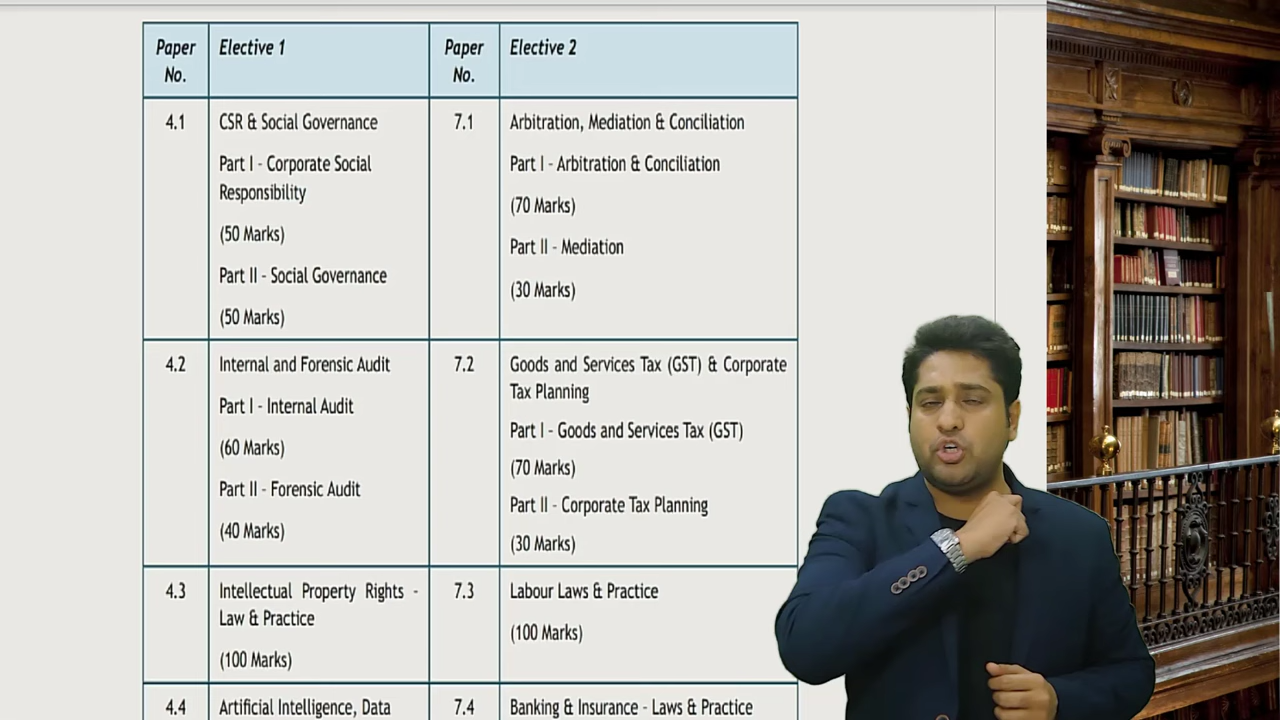 Paper No.
Elective 1
Paper No.
Elective 2
4.1
CSR & Social Governance
Part I - Corporate Social
Responsibility
(50 Marks)
Part II - Social Governance
(50 Marks)
7.1
Arbitration, Mediation & Conciliation
Part I - Arbitration & Conciliation
(70 Marks)
Part II - Mediation
(30 Marks)
4.2
Internal and Forensic Audit
Part I - Internal Audit
(60 Marks)
Part II - Forensic Audit
(40 Marks)
7.2
Goods and Services Tax (GST) & Corporate
Tax Planning
Part I - Goods and Services Tax (GST)
(70 Marks)
Part II - Corporate Tax Planning
(30 Marks)
4.3
Intellectual Property Rights -
Law & Practice
(100 Marks)
7.3
Labour Laws & Practice
(100 Marks)
4.4
Artificial Intelligence, Data
7.4
Banking & Insurance - Laws & Practice